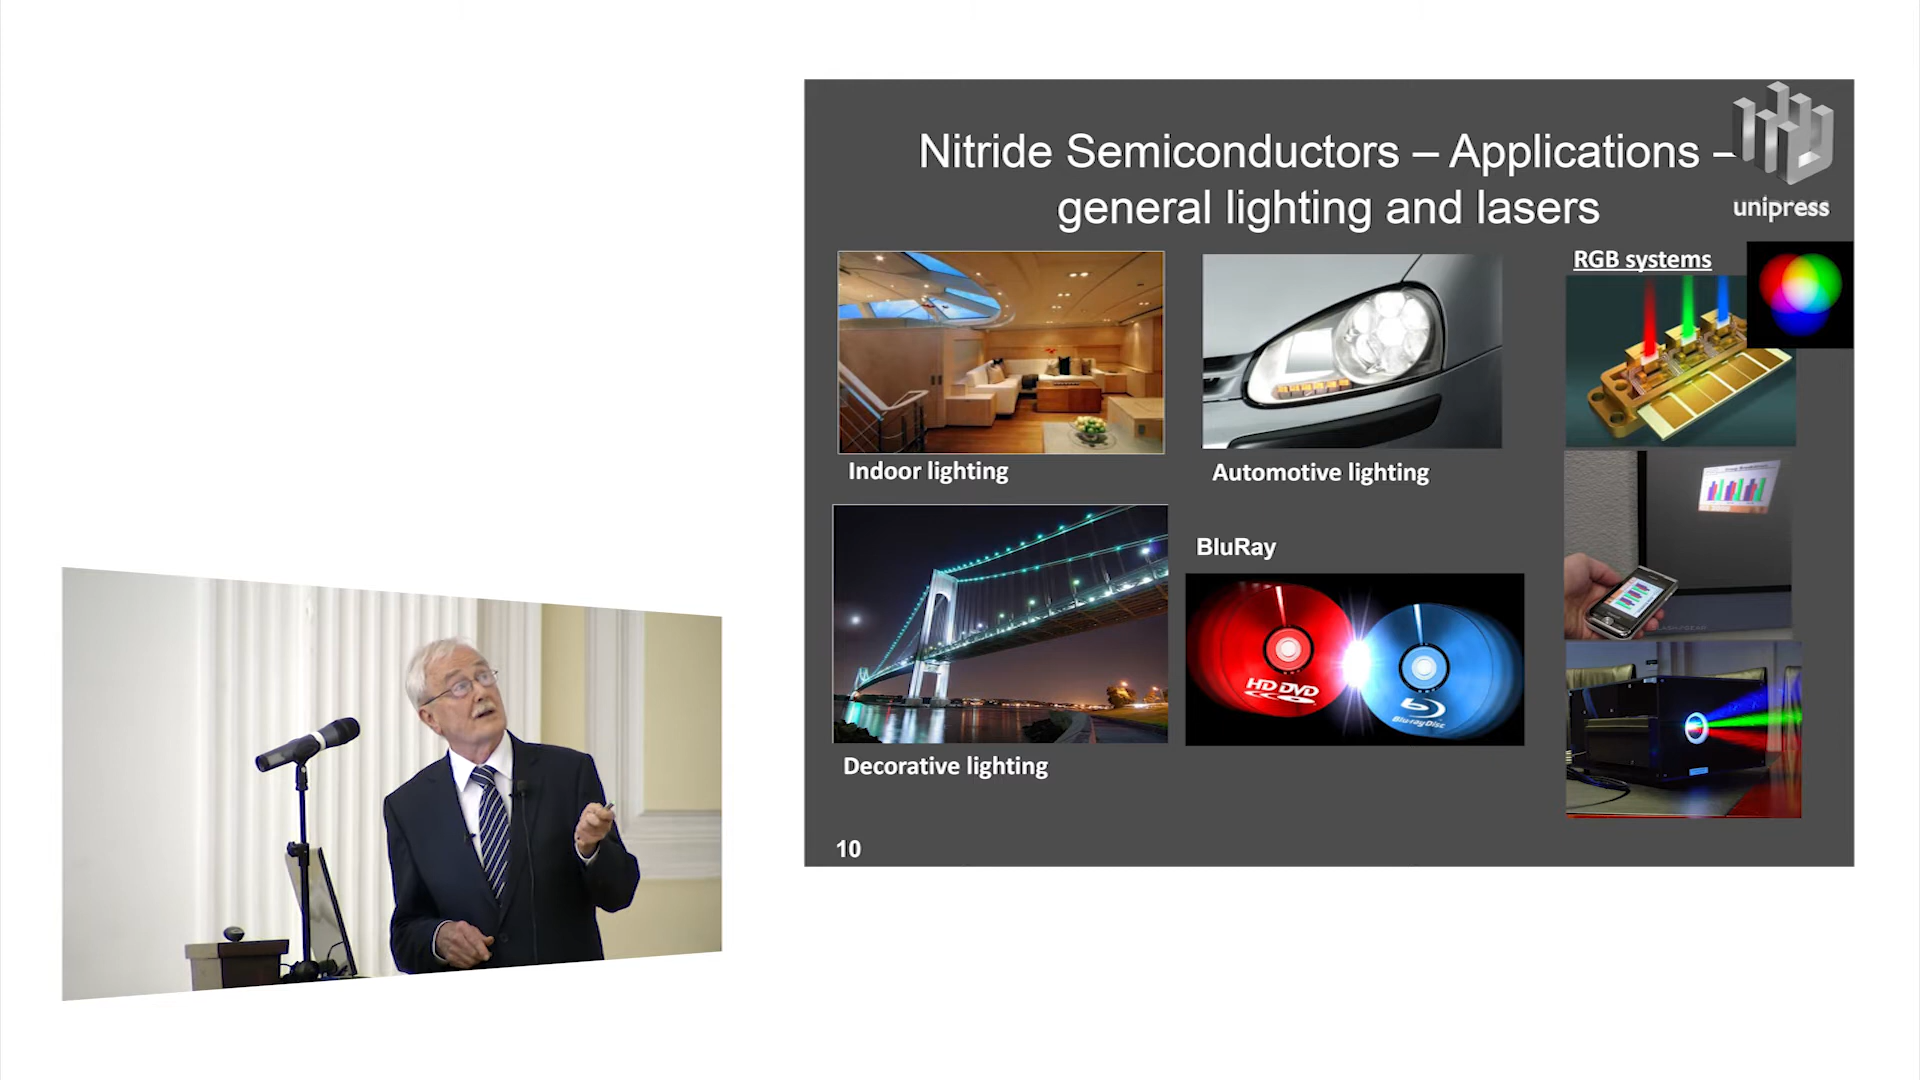 Nitride Semiconductors – Applications –
general lighting and lasers
unipress
RGB systems
Indoor lighting
Automotive lighting
BluRay
HD DVD
Blu-ray Disc
Decorative lighting
10